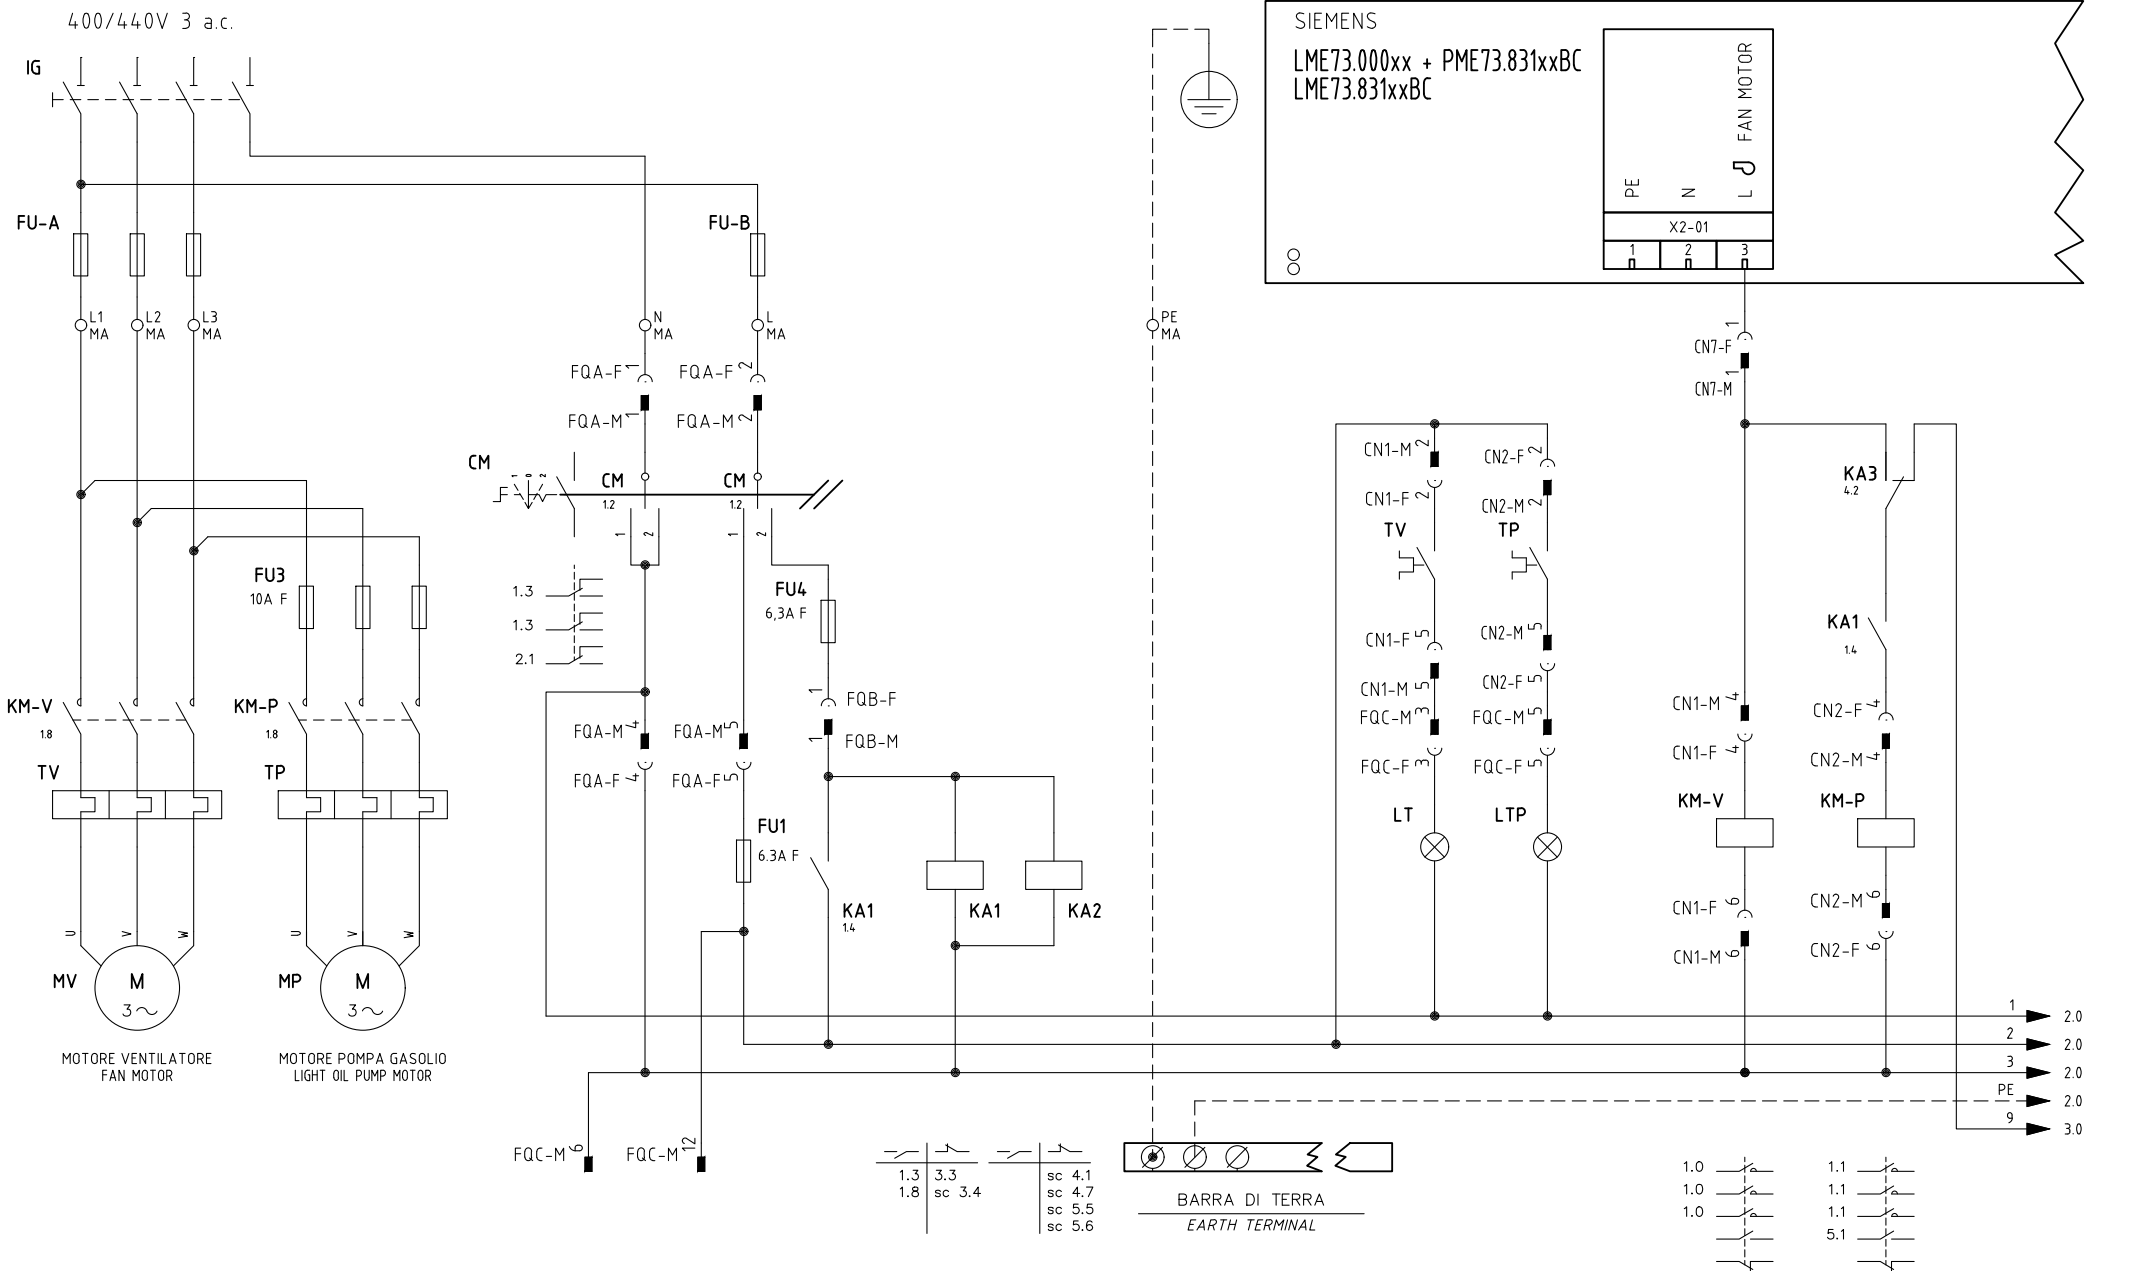 400/440V 3 a.c.
IG
SIEMENS
LME73.000xx + PME73.831xxBC
LME73.831xxBC
FAN MOTOR
PE
N
L
X2-01
1
2
3
FU-A
FU-B
L1
MA
L2
MA
L3
MA
N
MA
L
MA
PE
MA
FQA-F 1
FQA-F 2
FQA-M 1
FQA-M 2
CN7-F 1
CN7-M 1
CM
1
0
2
CM
1.2
CM
1.2
1
2
1
2
CN1-M 2
CN1-F 2
CN2-F 2
CN2-M 2
TV
TP
KA3
4.2
KA1
1.4
FU3
10A F
FU4
6,3A F
1.3
1.3
2.1
CN1-F 5
CN1-M 5
CN2-M 5
CN2-F 5
KM-V
1.8
KM-P
1.8
FQA-M 4
FQA-F 4
FQA-M 5
FQA-F 5
FQB-F 1
FQB-M 1
FQC-M 3
FQC-F 3
FQC-M 5
FQC-F 5
CN1-M 4
CN1-F 4
CN2-F 4
CN2-M 4
TV
TP
FU1
6.3A F
LT
LTP
KM-V
KM-P
KA1
1.4
KA1
KA2
CN1-F 6
CN1-M 6
CN2-M 6
CN2-F 6
U
V
W
U
V
W
MV
M
3
MP
M
3
MOTORE VENTILATORE
FAN MOTOR
MOTORE POMPA GASOLIO
LIGHT OIL PUMP MOTOR
1
2.0
2
2.0
3
2.0
PE
2.0
9
3.0
FQC-M 6
FQC-M 12
1.3
3.3
1.8
sc 3.4
sc 4.1
sc 4.7
sc 5.5
sc 5.6
BARRA DI TERRA
EARTH TERMINAL
1.0
1.0
1.0
1.1
1.1
1.1
5.1